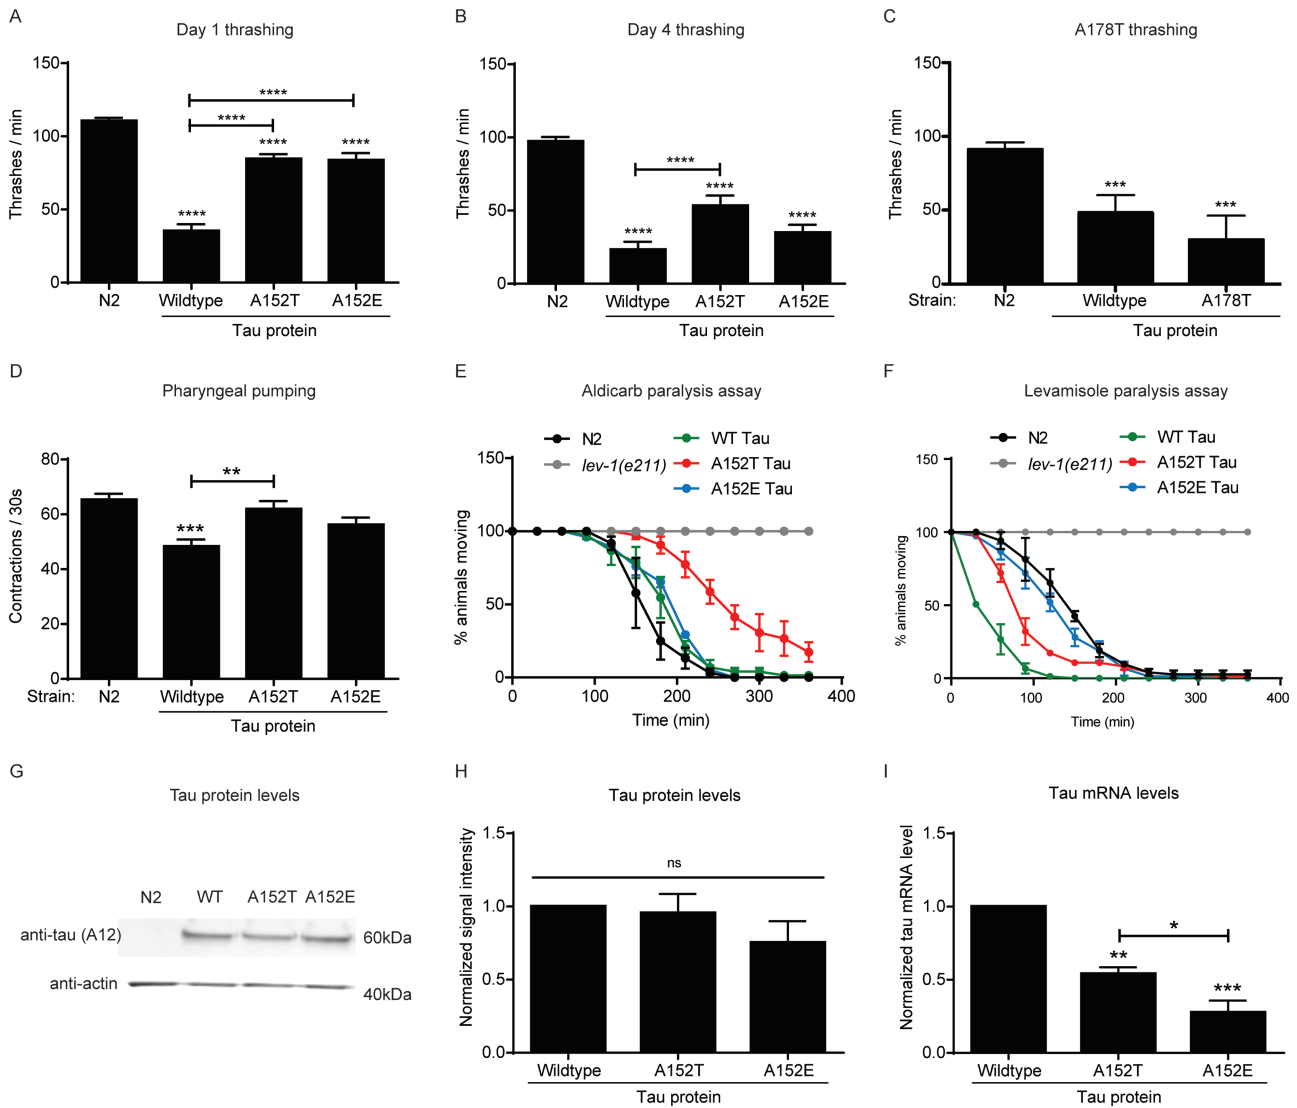 A
Day 1 thrashing
Thrashes / min
150
100
50
0
****
****
****
****
****
N2
Wildtype
A152T
A152E
Tau protein
B
Day 4 thrashing
Thrashes / min
150
100
50
0
****
****
****
****
N2
Wildtype
A152T
A152E
Tau protein
C
A178T thrashing
Thrashes / min
150
100
50
0
***
***
Strain:
N2
Wildtype
A178T
Tau protein
D
Pharyngeal pumping
Contractions / 30s
80
60
40
20
0
**
***
Strain:
N2
Wildtype
A152T
A152E
Tau protein
E
Aldicarb paralysis assay
N2
lev-1(e211)
WT Tau
A152T Tau
A152E Tau
% animals moving
150
100
50
0
0
100
200
300
400
Time (min)
F
Levamisole paralysis assay
N2
lev-1(e211)
WT Tau
A152T Tau
A152E Tau
% animals moving
150
100
50
0
0
100
200
300
400
Time (min)
G
Tau protein levels
N2
WT
A152T
A152E
anti-tau (A12)
60kDa
anti-actin
40kDa
H
Tau protein levels
Normalized signal intensity
1.5
1.0
0.5
0.0
ns
Wildtype
A152T
A152E
Tau protein
I
Tau mRNA levels
Normalized tau mRNA level
1.5
1.0
0.5
0.0
*
**
***
Wildtype
A152T
A152E
Tau protein